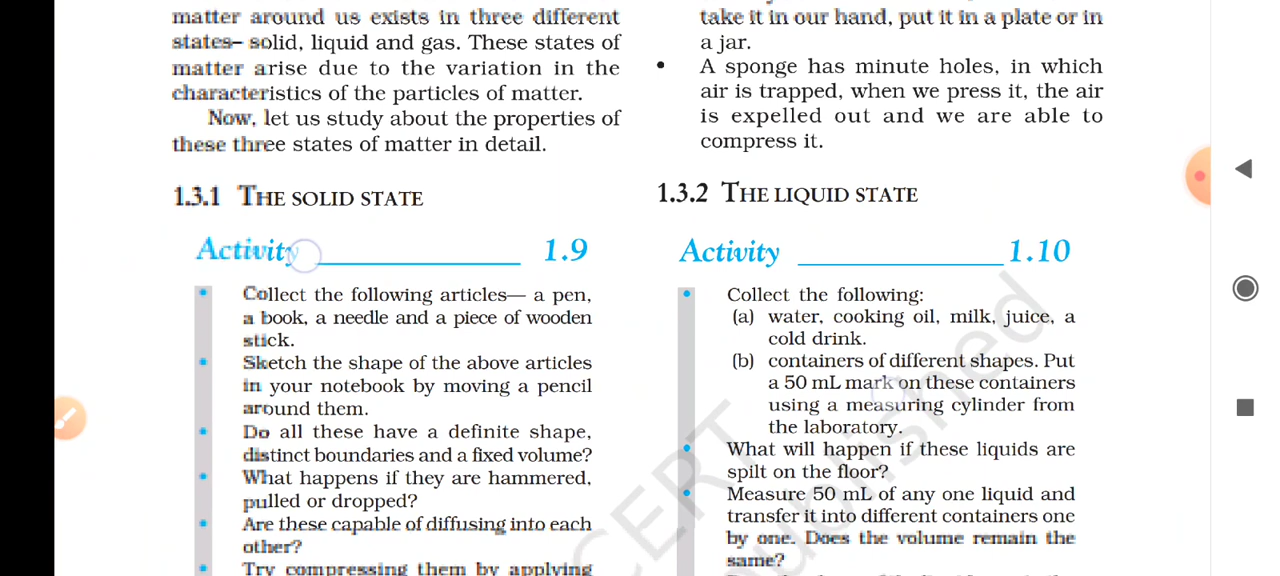 matter around us exists in three different
states– solid, liquid and gas. These states of
matter arise due to the variation in the
characteristics of the particles of matter.
Now, let us study about the properties of
these three states of matter in detail.
1.3.1 THE SOLID STATE
Activity ______________ 1.9
• Collect the following articles— a pen,
a book, a needle and a piece of wooden
stick.
• Sketch the shape of the above articles
in your notebook by moving a pencil
around them.
• Do all these have a definite shape,
distinct boundaries and a fixed volume?
• What happens if they are hammered,
pulled or dropped?
• Are these capable of diffusing into each
other?
• Try compressing them by applying
take it in our hand, put it in a plate or in
a jar.
• A sponge has minute holes, in which
air is trapped, when we press it, the air
is expelled out and we are able to
compress it.
1.3.2 THE LIQUID STATE
Activity ______________ 1.10
• Collect the following:
(a) water, cooking oil, milk, juice, a
cold drink.
(b) containers of different shapes. Put
a 50 mL mark on these containers
using a measuring cylinder from
the laboratory.
• What will happen if these liquids are
spilt on the floor?
• Measure 50 mL of any one liquid and
transfer it into different containers one
by one. Does the volume remain the
same?